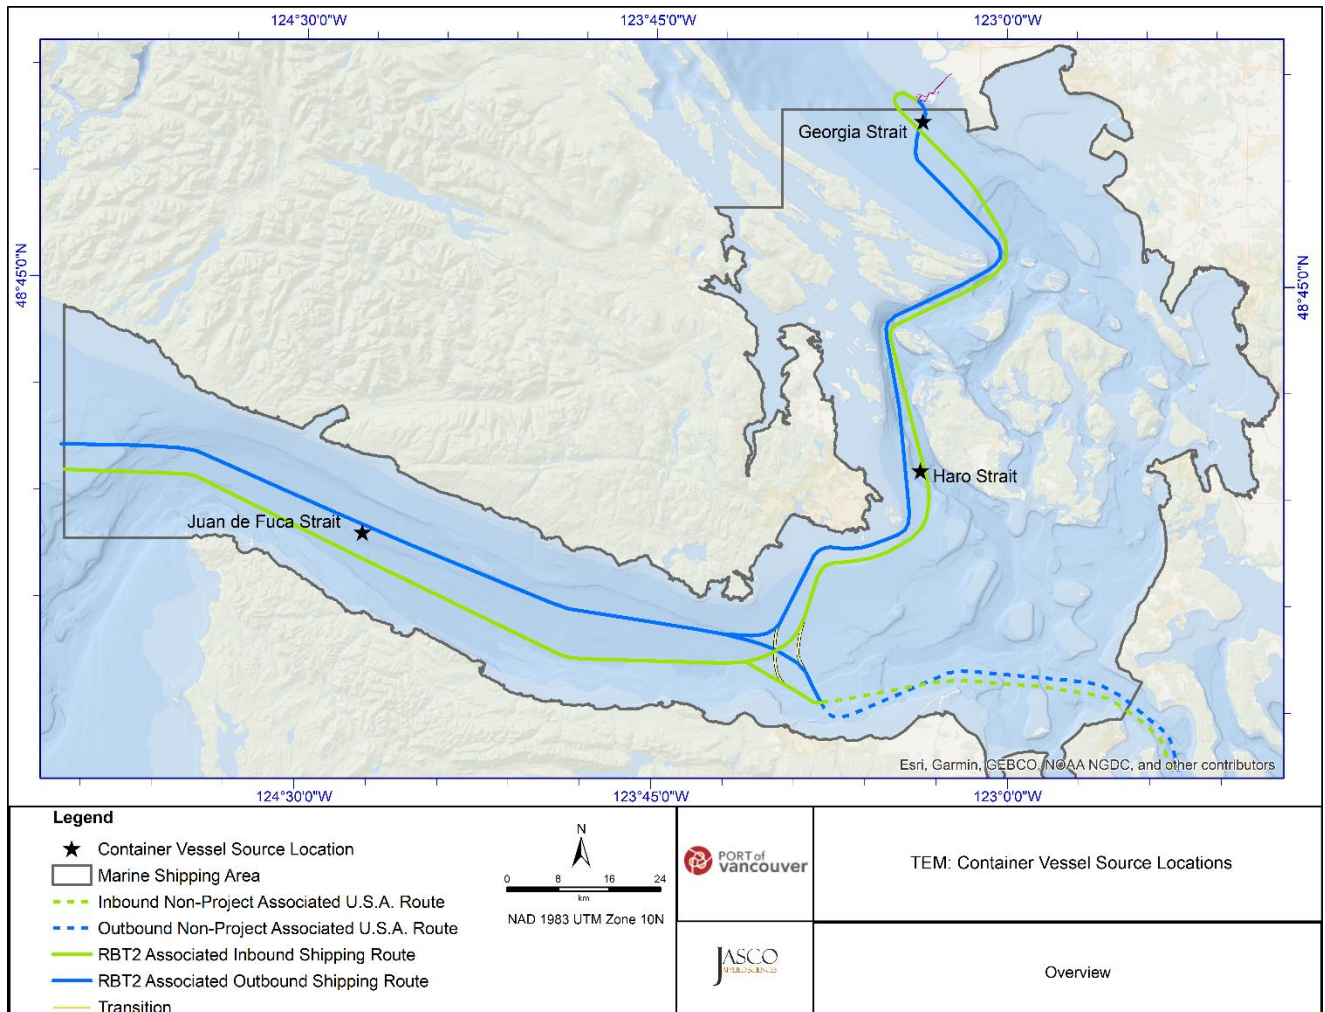 124°30'0"W
123°45'0"W
123°0'0"W
48°45'0"N
48°45'0"N
Georgia Strait
Haro Strait
Juan de Fuca Strait
Esri, Garmin, GEBCO, NOAA NGDC, and other contributors
124°30'0"W
123°45'0"W
123°0'0"W
Legend
Container Vessel Source Location
Marine Shipping Area
Inbound Non-Project Associated U.S.A. Route
Outbound Non-Project Associated U.S.A. Route
RBT2 Associated Inbound Shipping Route
RBT2 Associated Outbound Shipping Route
Transition
N
0 8 16 24
km
NAD 1983 UTM Zone 10N
PORT of
vancouver
TEM: Container Vessel Source Locations
JASCO
APPLIED SCIENCES
Overview